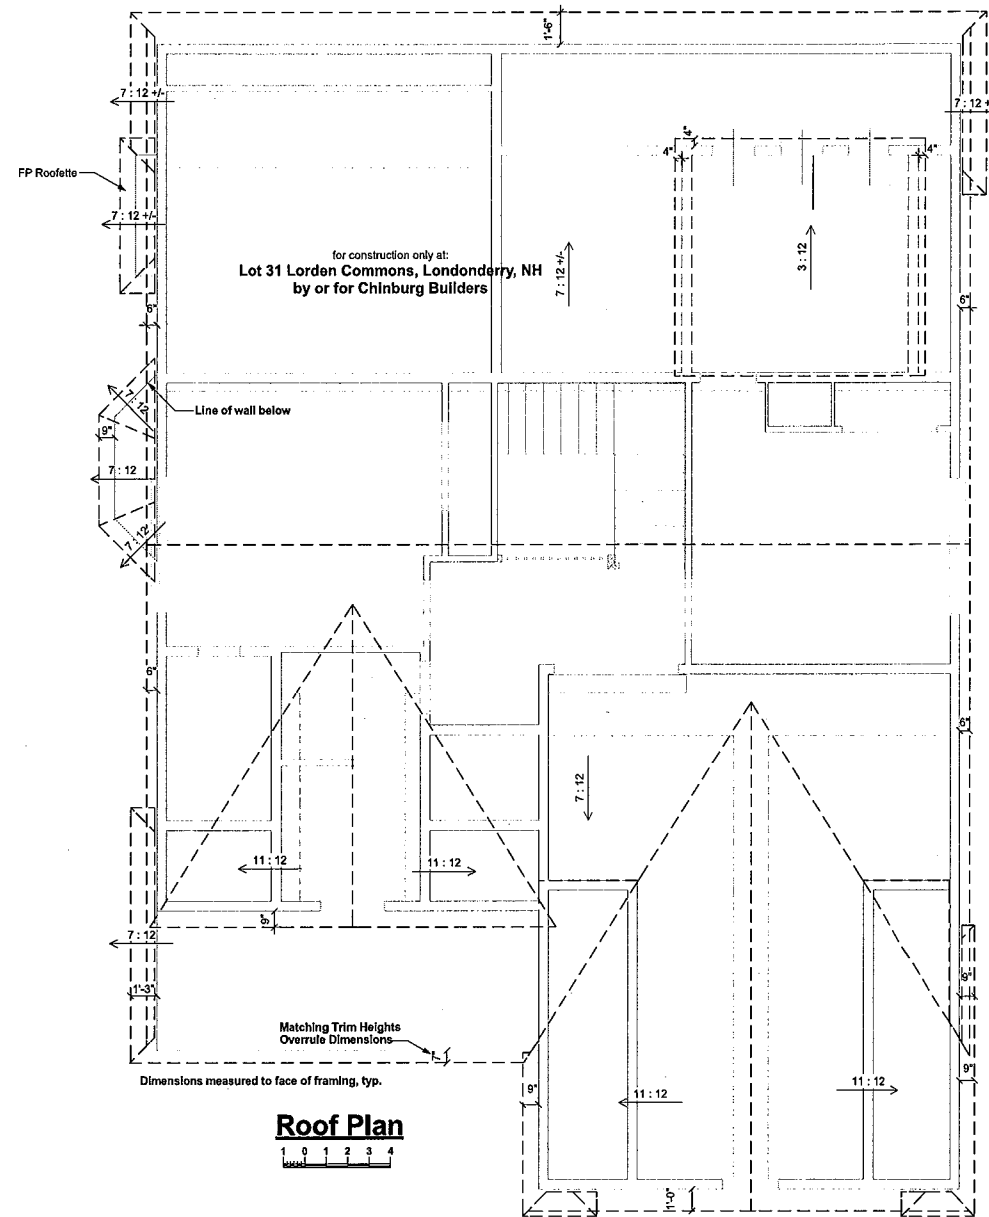 1'-6"
7 : 12 +/-
7 : 12 +
4"
4"
4"
FP Roofette
7 : 12 +/-
for construction only at:
Lot 31 Lorden Commons, Londonderry, NH
by or for Chinburg Builders
7 : 12 +/-
3 : 12
6"
6"
7 : 12
Line of wall below
9"
7 : 12
7 : 12
6"
6"
7 : 12
11 : 12
11 : 12
9"
7 : 12
9"
1'-3"
Matching Trim Heights
Overrule Dimensions
9"
Dimensions measured to face of framing, typ.
9"
11 : 12
11 : 12
Roof Plan
1 0 1 2 3 4
1'-0"